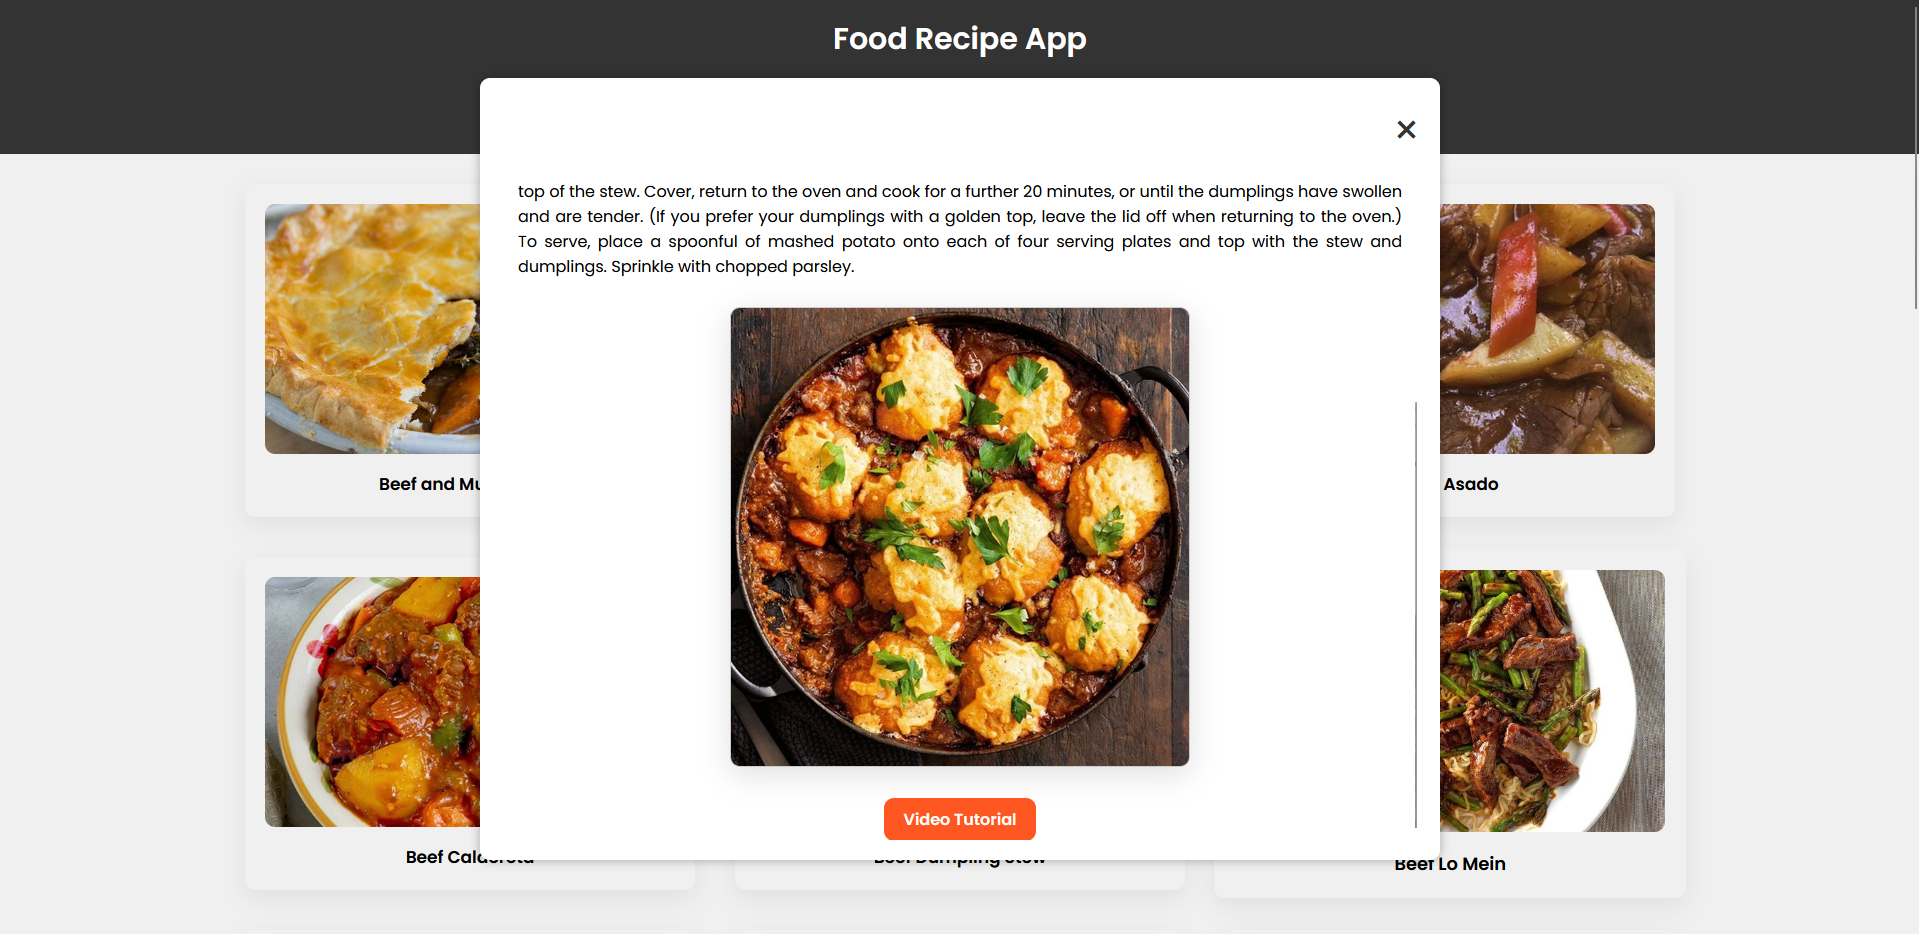 Food Recipe App
×
top of the stew. Cover, return to the oven and cook for a further 20 minutes, or until the dumplings have swollen
and are tender. (If you prefer your dumplings with a golden top, leave the lid off when returning to the oven.)
To serve, place a spoonful of mashed potato onto each of four serving plates and top with the stew and
dumplings. Sprinkle with chopped parsley.
Beef and Mu
Asado
Video Tutorial
Beef Caldereta
Beef Dumpling Stew
Beef Lo Mein